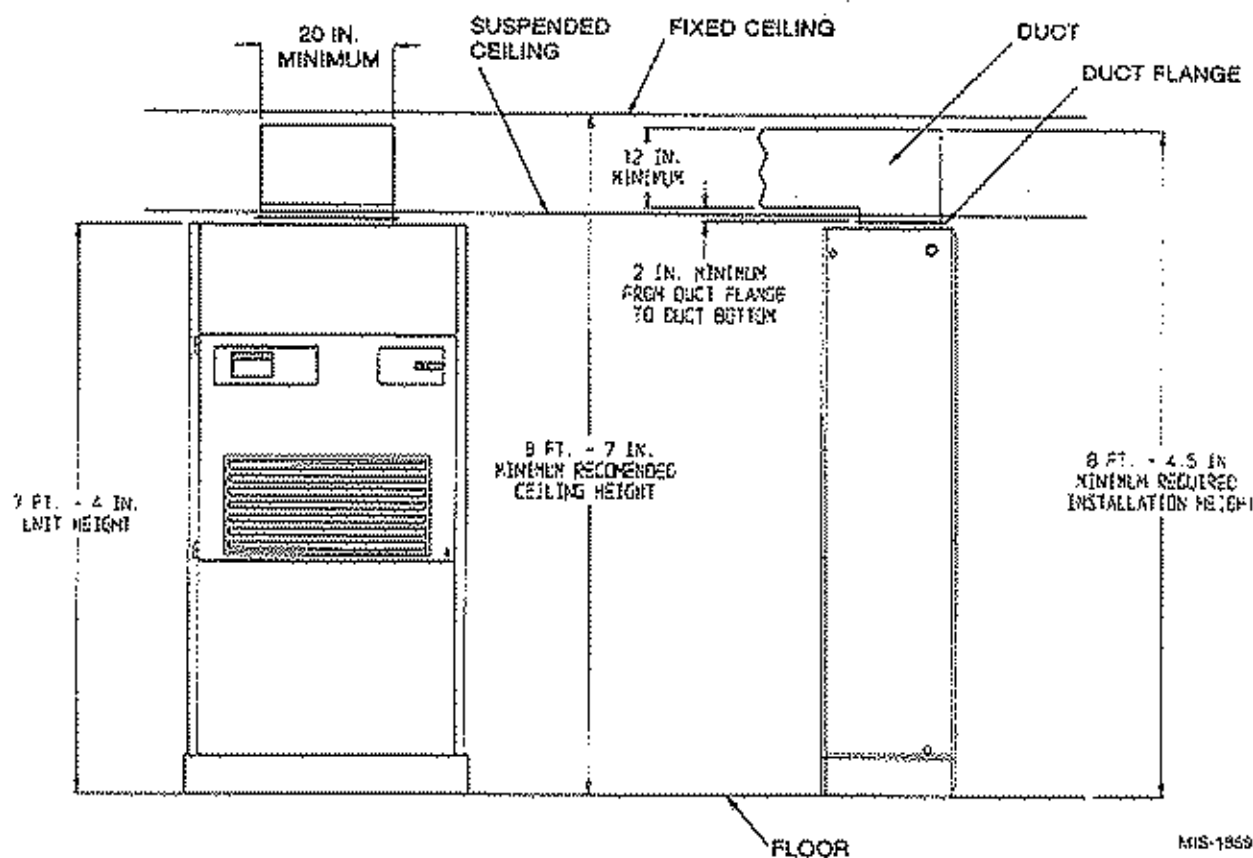 20 IN.
MINIMUM
SUSPENDED
CEILING
FIXED CEILING
DUCT
DUCT FLANGE
12 IN.
MINIMUM
2 IN. MINIMUM
FROM DUCT FLANGE
TO DUCT BOTTOM
7 FT. - 4 IN.
UNIT HEIGHT
8 FT. - 7 IN.
MINIMUM RECOMENDED
CEILING HEIGHT
8 FT. - 4.5 IN
MINIMUM REQUIRED
INSTALLATION HEIGHT
FLOOR